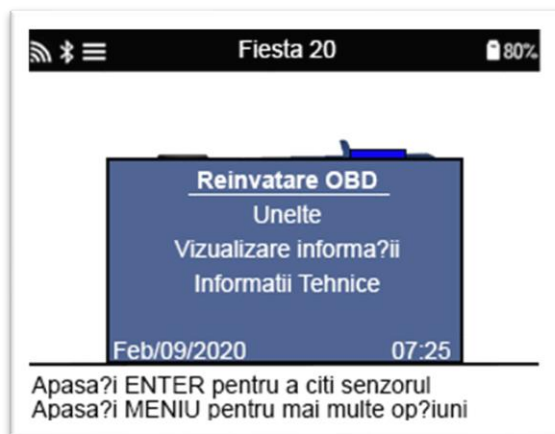 Fiesta 20
80%
Reinvatare OBD
Unelte
Vizualizare informa?ii
Informatii Tehnice
Feb/09/2020 07:25
Apasa?i ENTER pentru a citi senzorul
Apasa?i MENIU pentru mai multe op?iuni